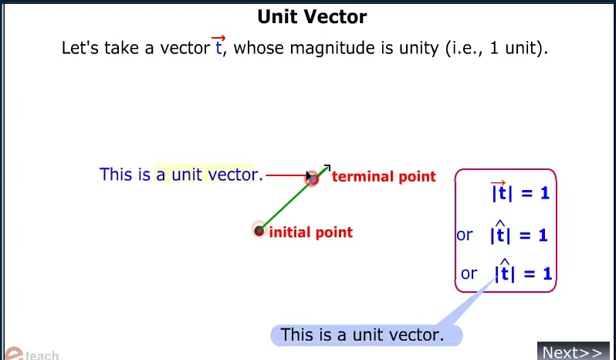 Unit Vector
Let's take a vector t⃗, whose magnitude is unity (i.e., 1 unit).
This is a unit vector.
terminal point
initial point
|t⃗| = 1
or |t̂| = 1
or |t̂| = 1
This is a unit vector.
eteach
Next>>